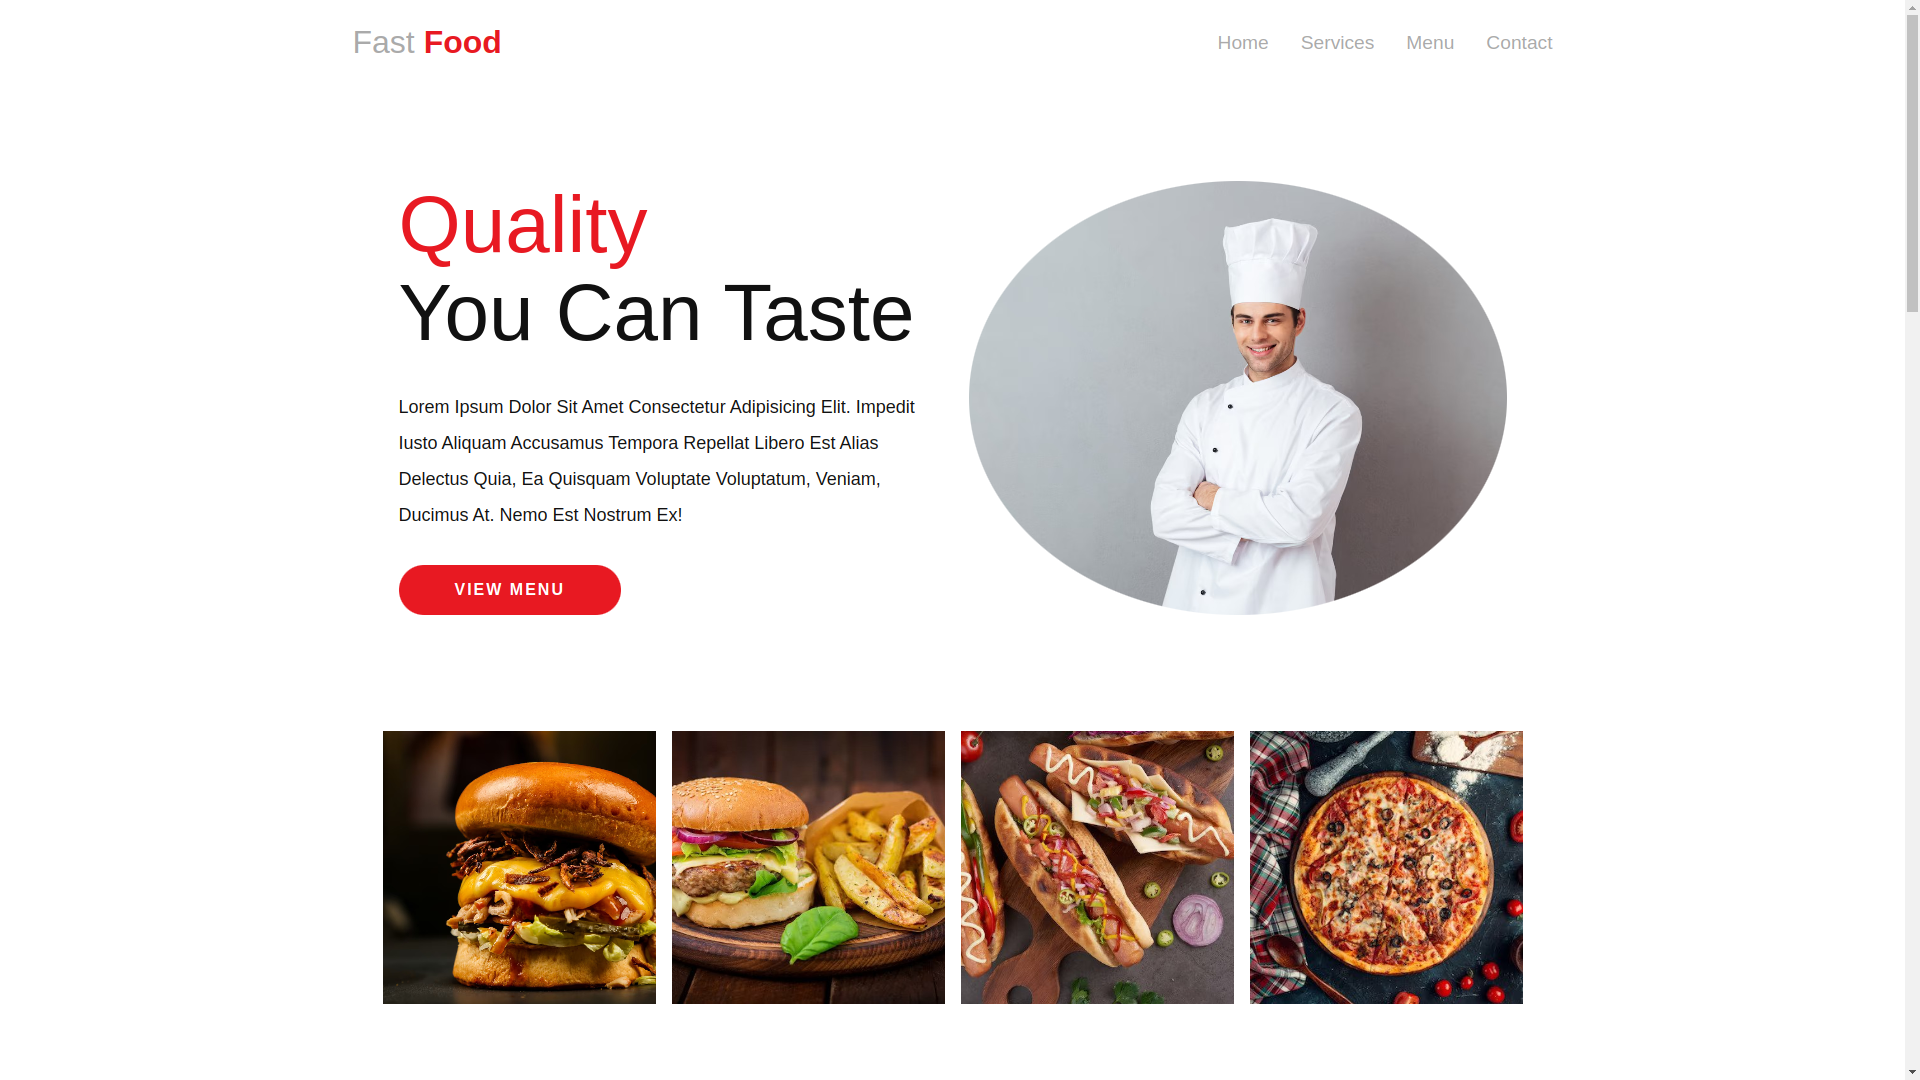 Fast Food
Home Services Menu Contact
Quality
You Can Taste
Lorem Ipsum Dolor Sit Amet Consectetur Adipisicing Elit. Impedit
Iusto Aliquam Accusamus Tempora Repellat Libero Est Alias
Delectus Quia, Ea Quisquam Voluptate Voluptatum, Veniam,
Ducimus At. Nemo Est Nostrum Ex!
VIEW MENU